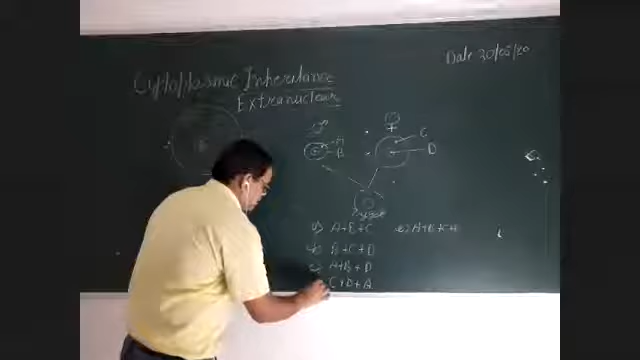 Date 30/05/20
Cytoplasmic Inheritance
Extranuclear
A
B
C
D
Zygote
a) A+B+C
b) B+C+D
c) A+B+D
C+D+A